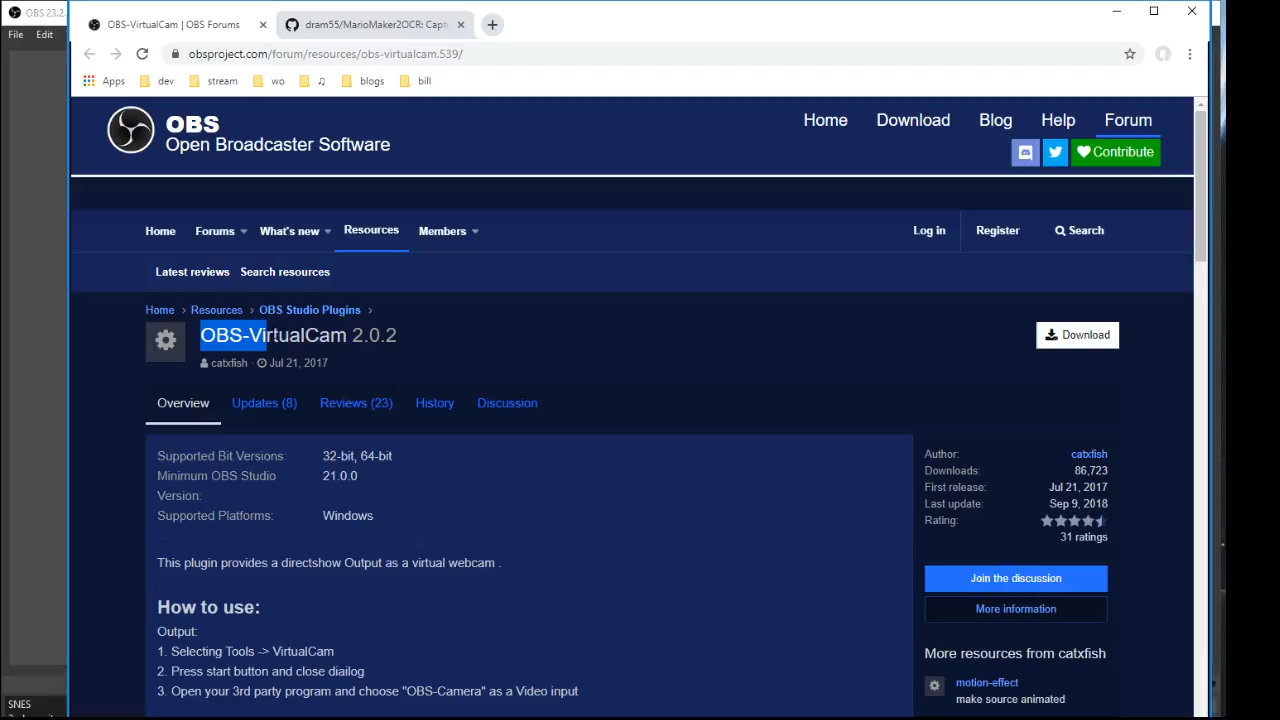 OBS 23.2.
File Edit
OBS-VirtualCam | OBS Forums
dram55/MarioMaker2OCR: Capt
obsproject.com/forum/resources/obs-virtualcam.539/
Apps dev stream wo ♫ blogs bill
OBS
Open Broadcaster Software
Home Download Blog Help Forum
Contribute
Home Forums What's new Resources Members Log in Register Search
Latest reviews Search resources
Home › Resources › OBS Studio Plugins ›
OBS-VirtualCam 2.0.2
Download
catxfish · Jul 21, 2017
Overview Updates (8) Reviews (23) History Discussion
Supported Bit Versions: 32-bit, 64-bit
Minimum OBS Studio 21.0.0
Version:
Supported Platforms: Windows
This plugin provides a directshow Output as a virtual webcam .
How to use:
Output:
1. Selecting Tools -> VirtualCam
2. Press start button and close diailog
3. Open your 3rd party program and choose "OBS-Camera" as a Video input
Author: catxfish
Downloads: 86,723
First release: Jul 21, 2017
Last update: Sep 9, 2018
Rating:
31 ratings
Join the discussion
More information
More resources from catxfish
motion-effect
make source animated
SNES